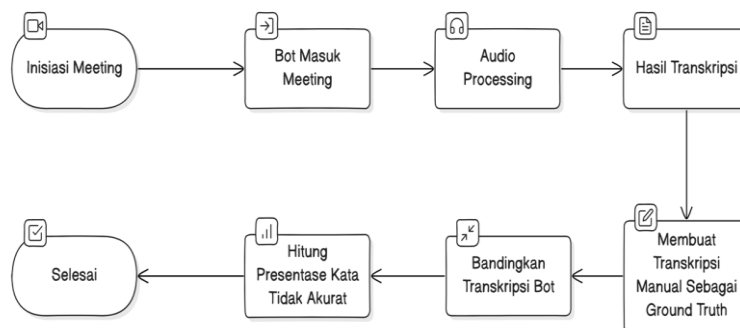 Inisiasi Meeting
Bot Masuk
Meeting
Audio
Processing
Hasil Transkripsi
Membuat
Transkripsi
Manual Sebagai
Ground Truth
Bandingkan
Transkripsi Bot
Hitung
Presentase Kata
Tidak Akurat
Selesai